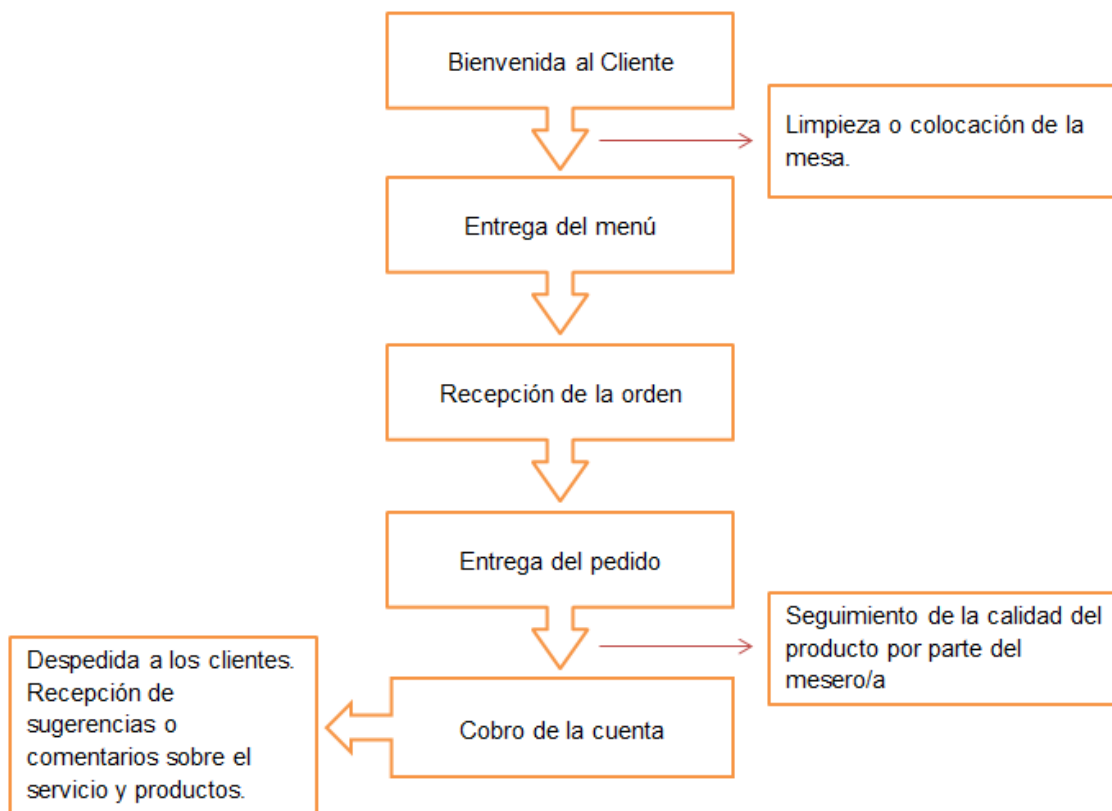 Bienvenida al Cliente
Limpieza o colocación de la
mesa.
Entrega del menú
Recepción de la orden
Entrega del pedido
Seguimiento de la calidad del
producto por parte del
mesero/a
Cobro de la cuenta
Despedida a los clientes.
Recepción de
sugerencias o
comentarios sobre el
servicio y productos.